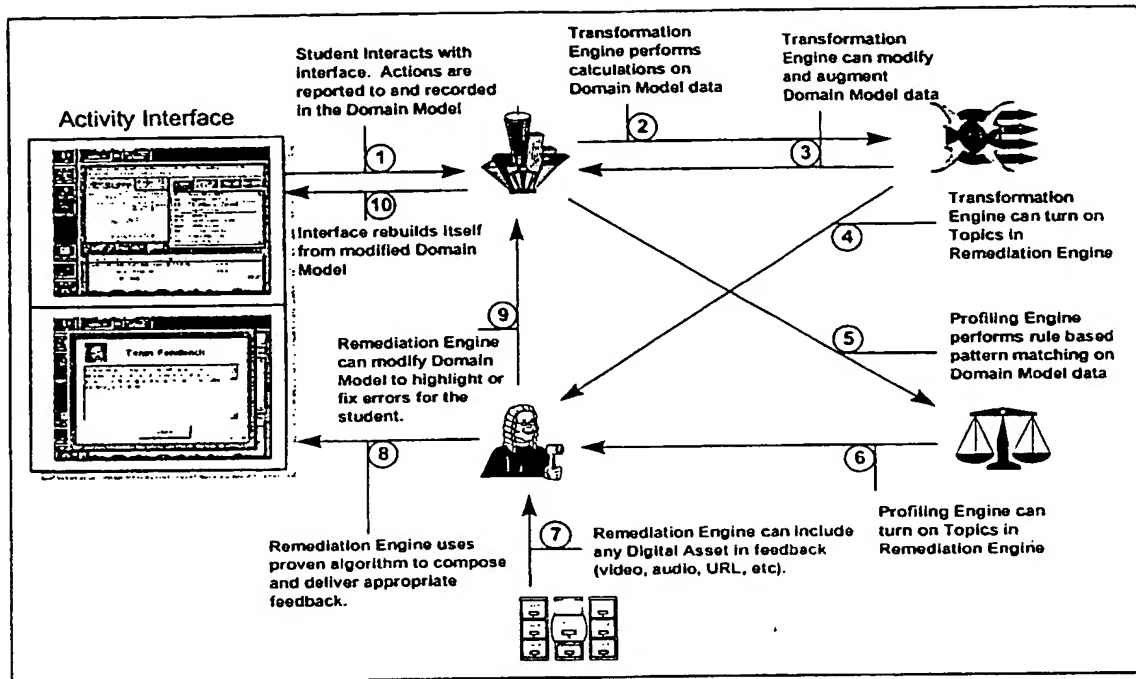 Student Interacts with
interface. Actions are
reported to and recorded
in the Domain Model
Transformation
Engine performs
calculations on
Domain Model data
Transformation
Engine can modify
and augment
Domain Model data
Activity Interface
1
2
3
10
Interface rebuilds itself
from modified Domain
Model
4
Transformation
Engine can turn on
Topics in
Remediation Engine
9
Remediation Engine
can modify Domain
Model to highlight or
fix errors for the
student.
5
Profiling Engine
performs rule based
pattern matching on
Domain Model data
Team Feedback
8
6
Profiling Engine can
turn on Topics in
Remediation Engine
7
Remediation Engine can include
any Digital Asset in feedback
(video, audio, URL, etc).
Remediation Engine uses
proven algorithm to compose
and deliver appropriate
feedback.